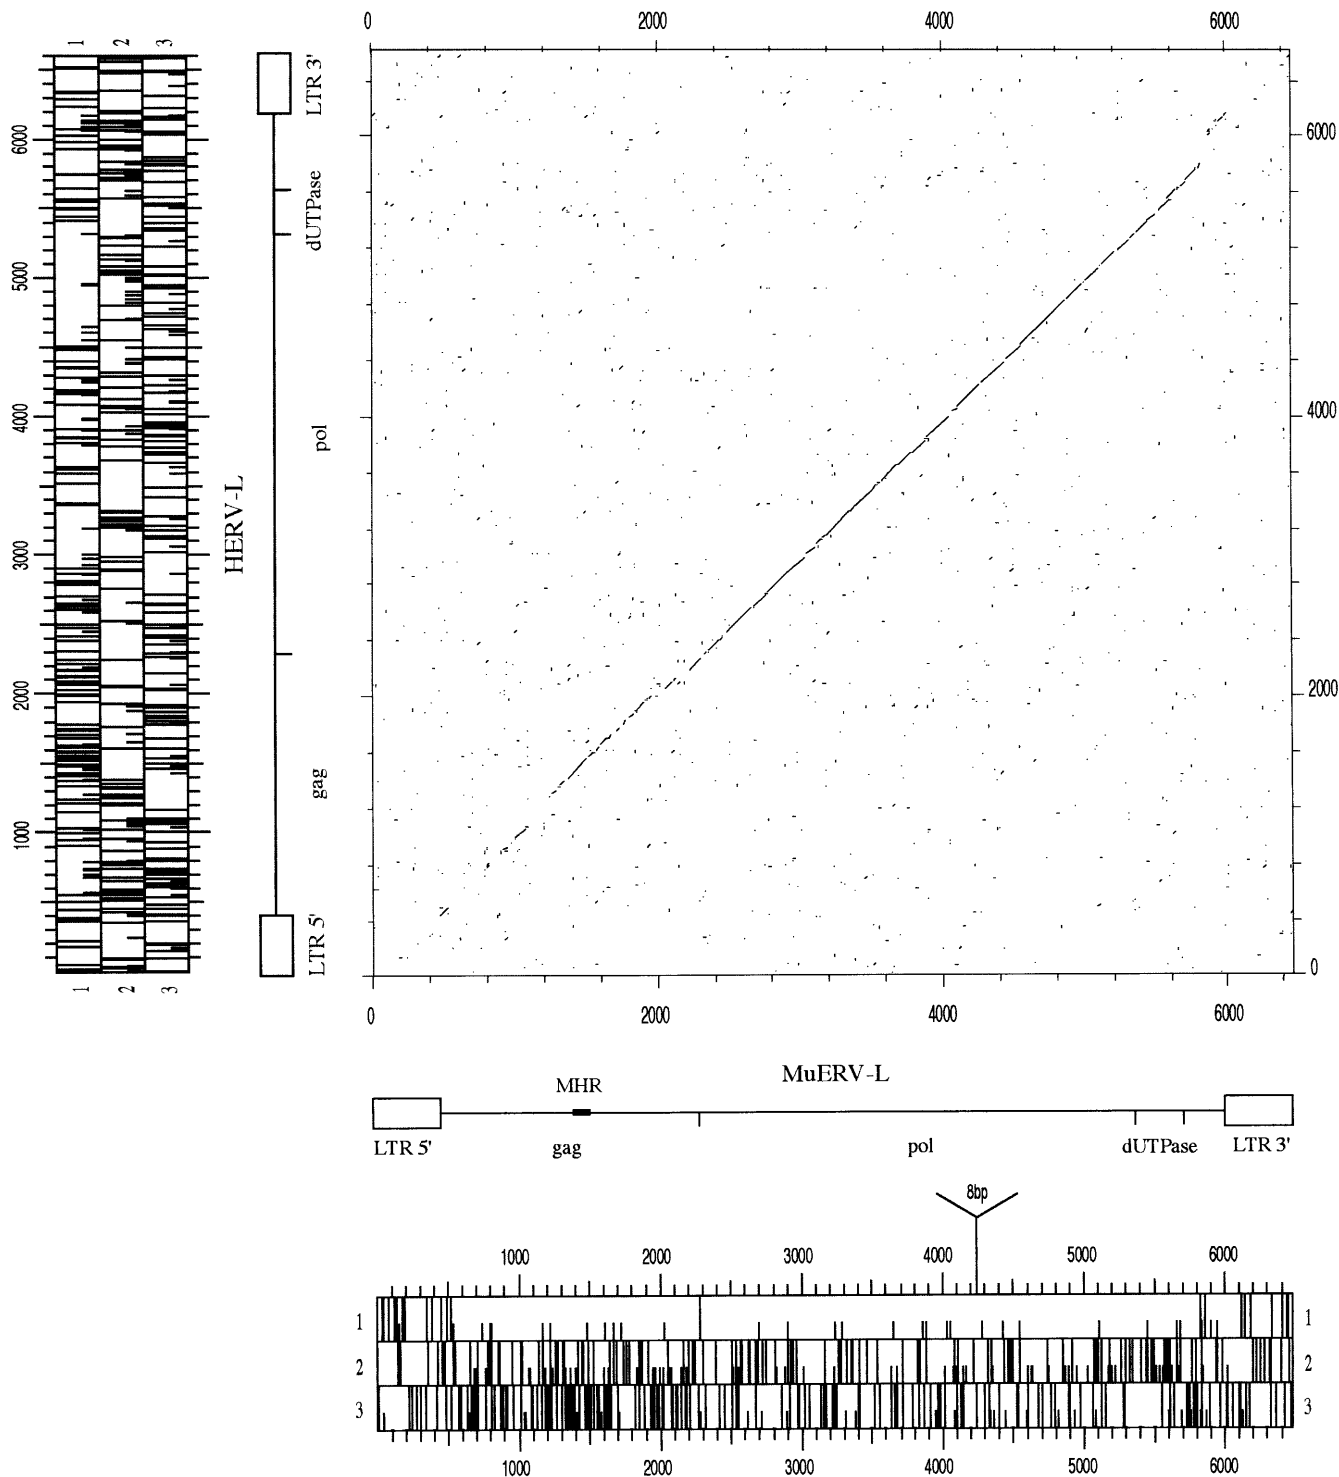 0 2000 4000 6000
1 2 3
LTR 3'
6000
6000
dUTPase
5000
4000
4000
pol
HERV-L
3000
2000
2000
gag
1000
LTR 5'
0
1 2 3
0 2000 4000 6000
MuERV-L
MHR
LTR 5' gag pol dUTPase LTR 3'
8bp
1000 2000 3000 4000 5000 6000
1 1
2 2
3 3
1000 2000 3000 4000 5000 6000